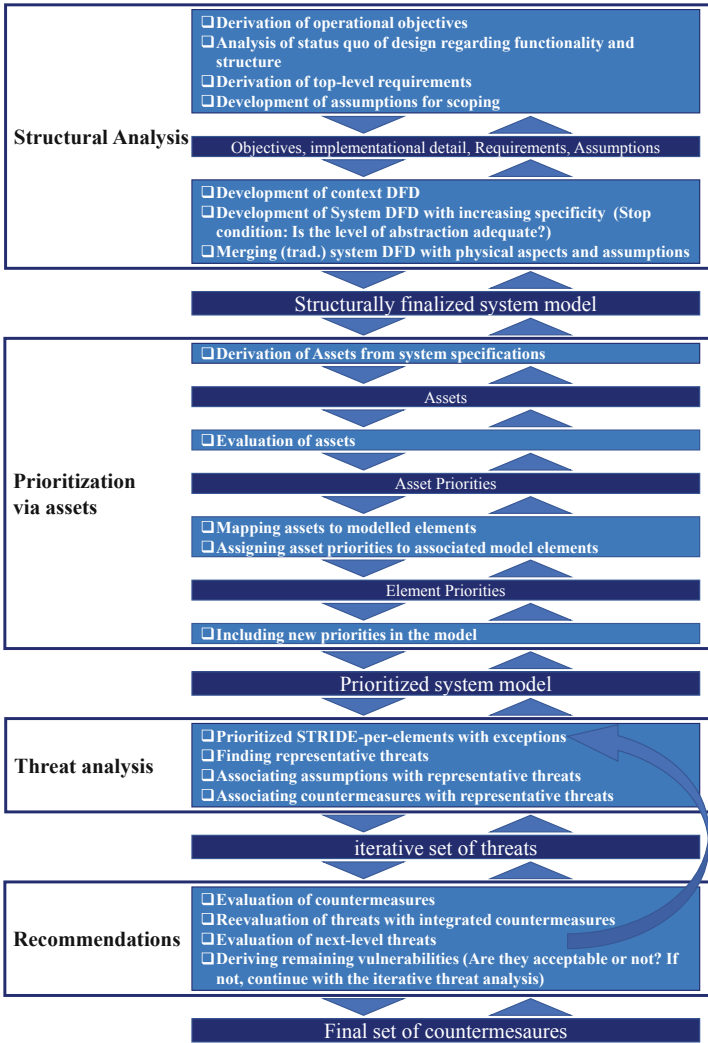 ❑Derivation of operational objectives
❑Analysis of status quo of design regarding functionality and
structure
❑Derivation of top-level requirements
❑Development of assumptions for scoping
Structural Analysis
Objectives, implementational detail, Requirements, Assumptions
❑Development of context DFD
❑Development of System DFD with increasing specificity (Stop
condition: Is the level of abstraction adequate?)
❑Merging (trad.) system DFD with physical aspects and assumptions
Structurally finalized system model
❑Derivation of Assets from system specifications
Assets
❑Evaluation of assets
Prioritization
via assets
Asset Priorities
❑Mapping assets to modelled elements
❑Assigning asset priorities to associated model elements
Element Priorities
❑Including new priorities in the model
Prioritized system model
❑Prioritized STRIDE-per-elements with exceptions
❑Finding representative threats
Threat analysis
❑Associating assumptions with representative threats
❑Associating countermeasures with representative threats
iterative set of threats
❑Evaluation of countermeasures
❑Reevaluation of threats with integrated countermeasures
Recommendations
❑Evaluation of next-level threats
❑Deriving remaining vulnerabilities (Are they acceptable or not? If
not, continue with the iterative threat analysis)
Final set of countermesaures